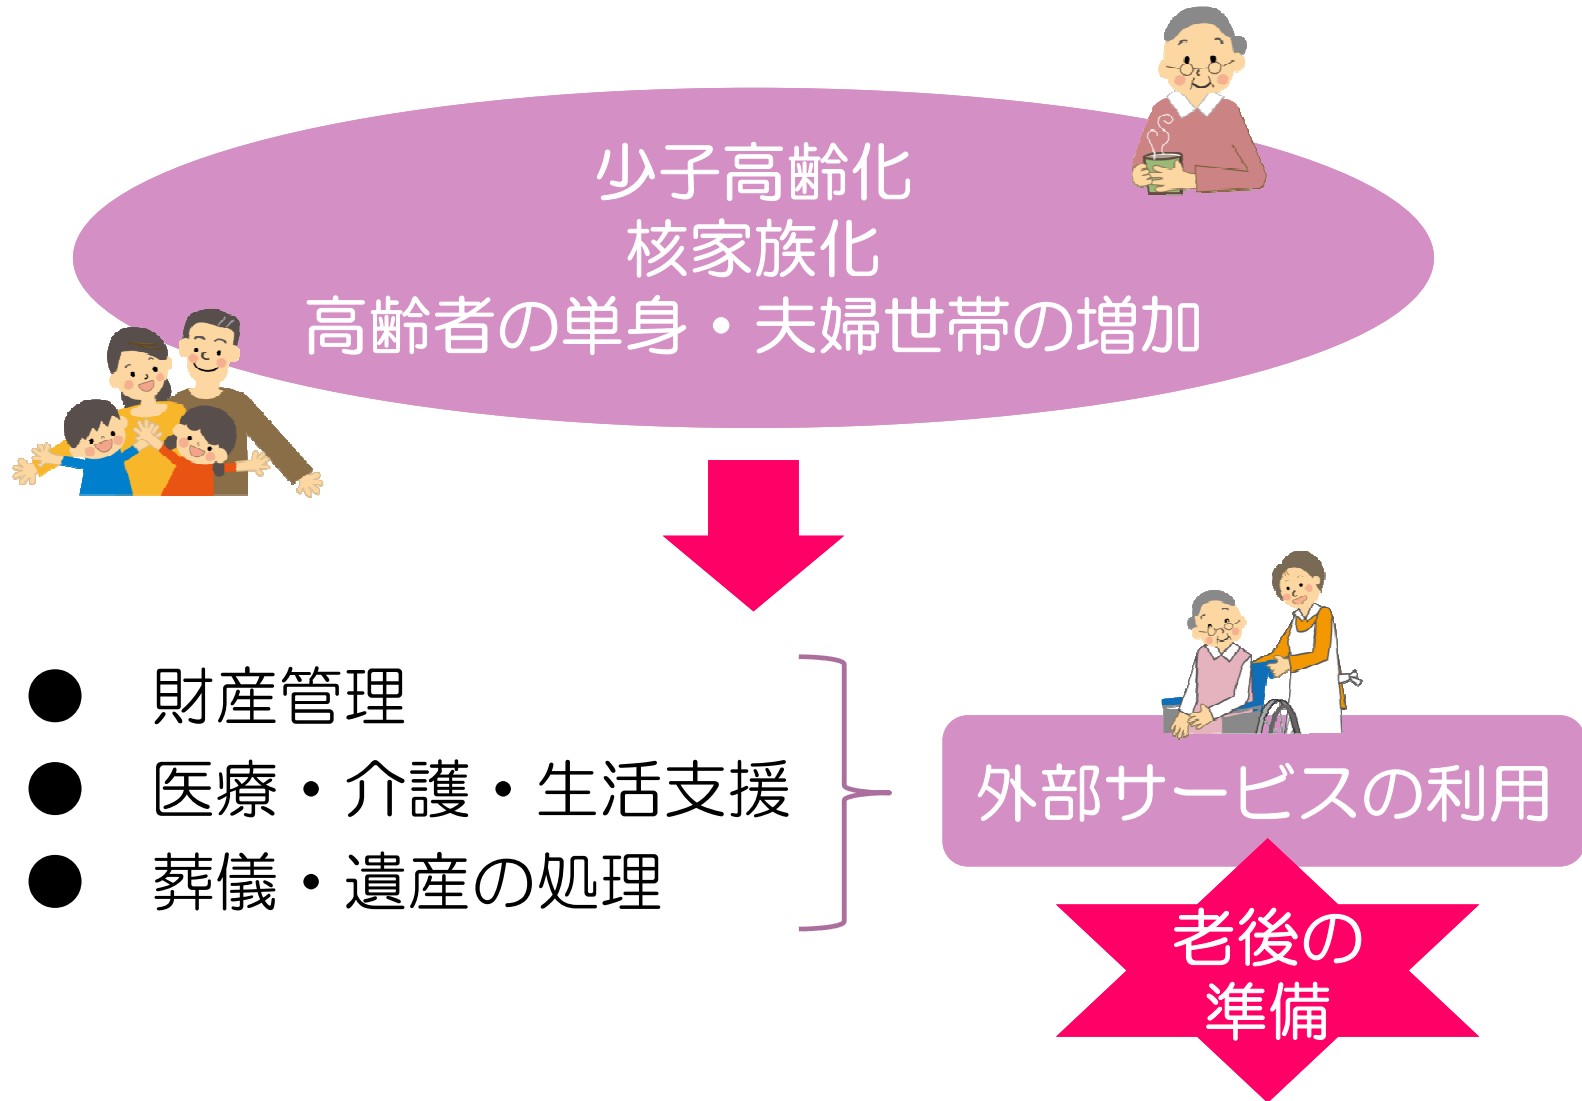 少子高齢化
核家族化
高齢者の単身・夫婦世帯の増加
● 財産管理
● 医療・介護・生活支援
● 葬儀・遺産の処理
外部サービスの利用
老後の
準備